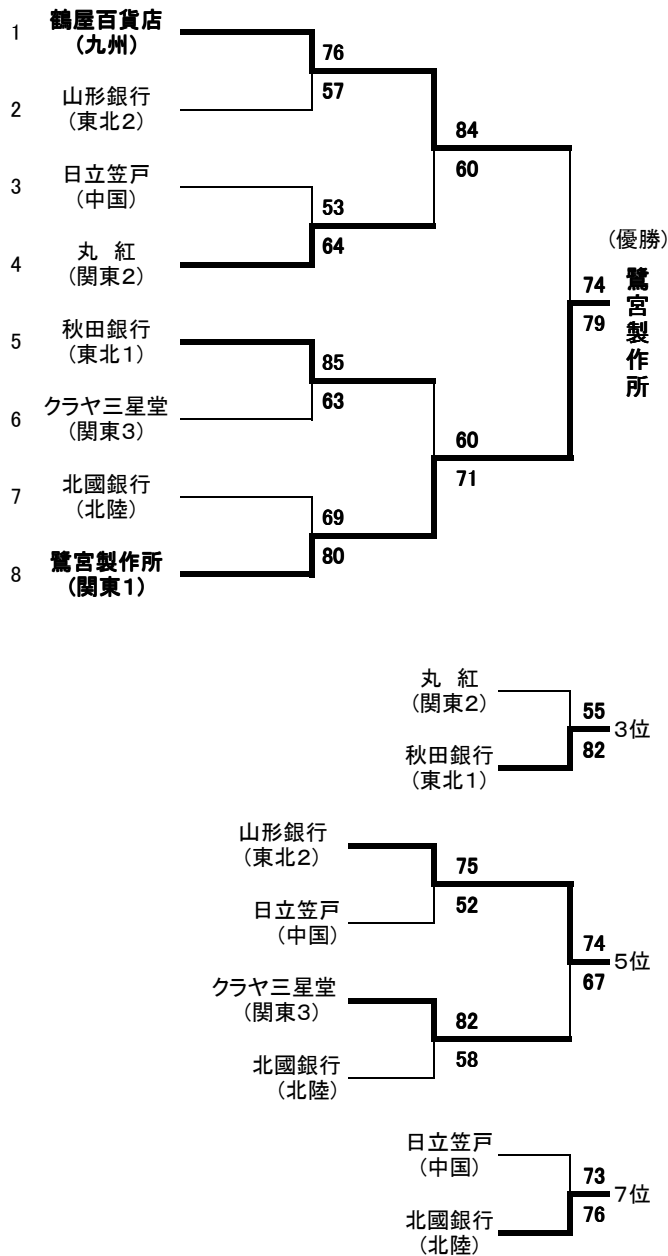 1 鶴屋百貨店
(九州)
76
57
2 山形銀行
(東北2)
84
60
3 日立笠戸
(中国)
53
64
4 丸 紅
(関東2)
(優勝)
74
79
鷺宮製作所
5 秋田銀行
(東北1)
85
63
6 クラヤ三星堂
(関東3)
60
71
7 北國銀行
(北陸)
69
80
8 鷺宮製作所
(関東1)
丸 紅
(関東2)
55
82
3位
秋田銀行
(東北1)
山形銀行
(東北2)
75
52
日立笠戸
(中国)
74
67
5位
クラヤ三星堂
(関東3)
82
58
北國銀行
(北陸)
日立笠戸
(中国)
73
76
7位
北國銀行
(北陸)